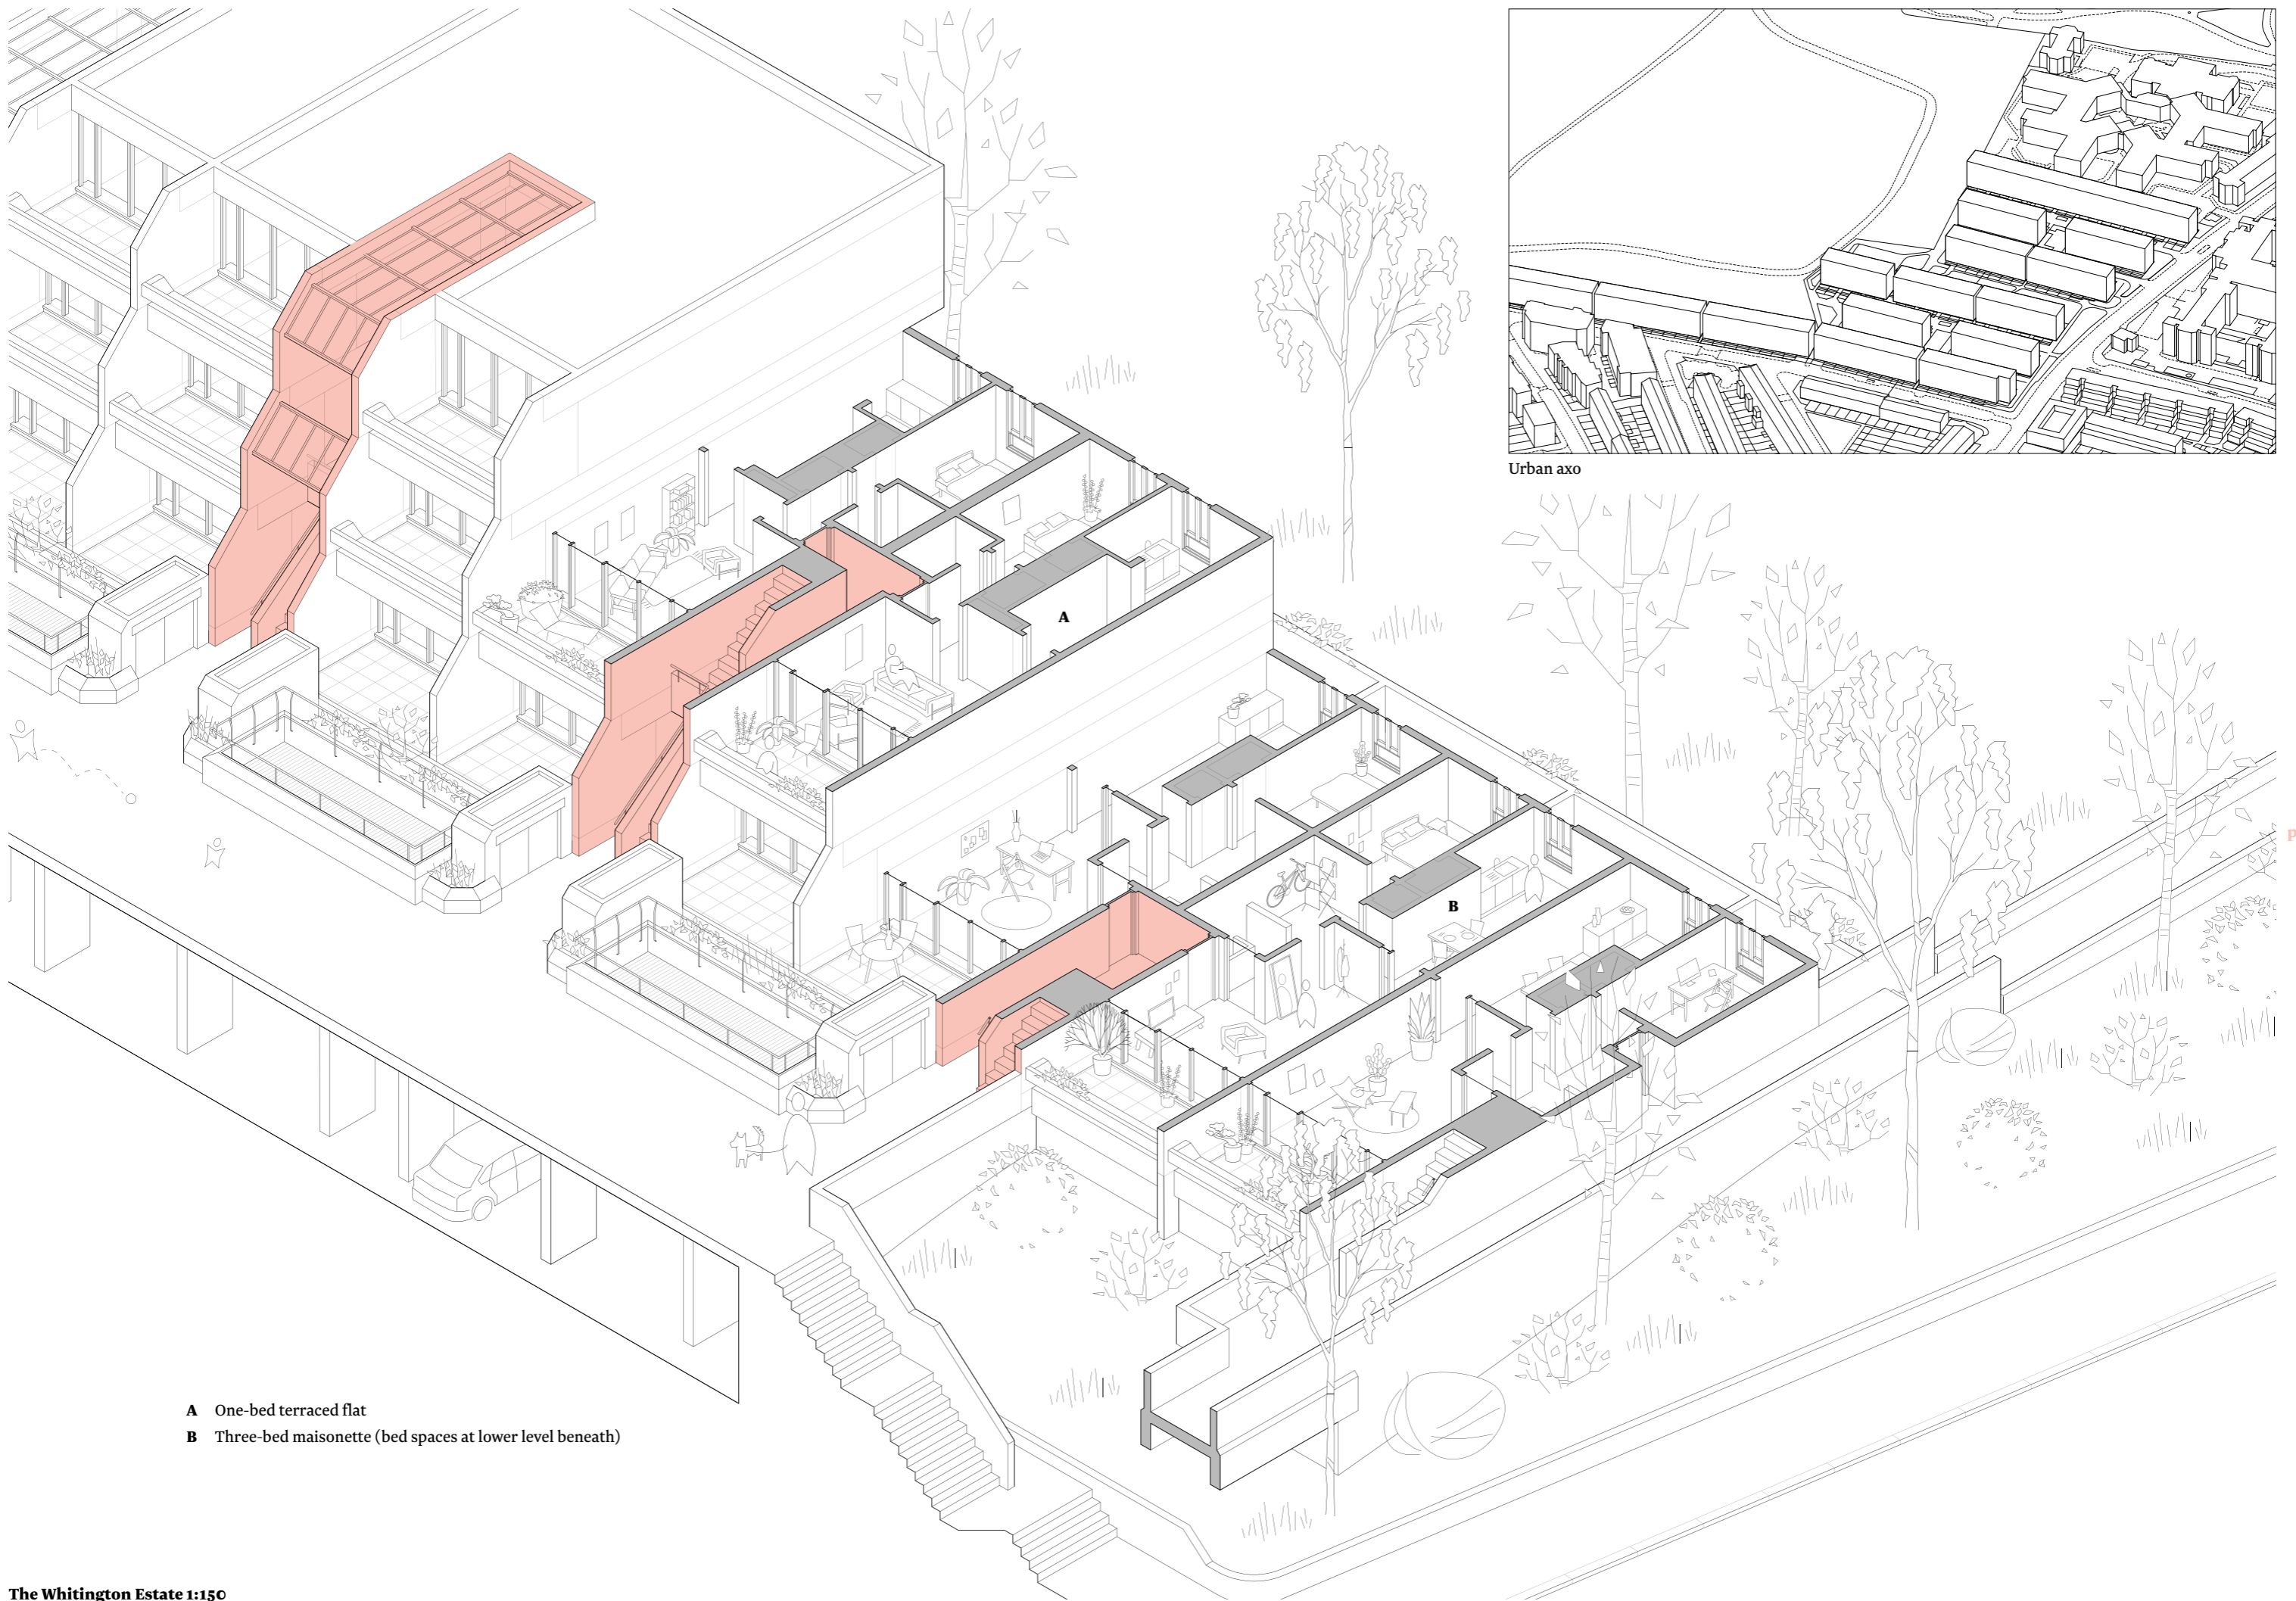 Urban axo
A
B
p
A One-bed terraced flat
B Three-bed maisonette (bed spaces at lower level beneath)
The Whitington Estate 1:150